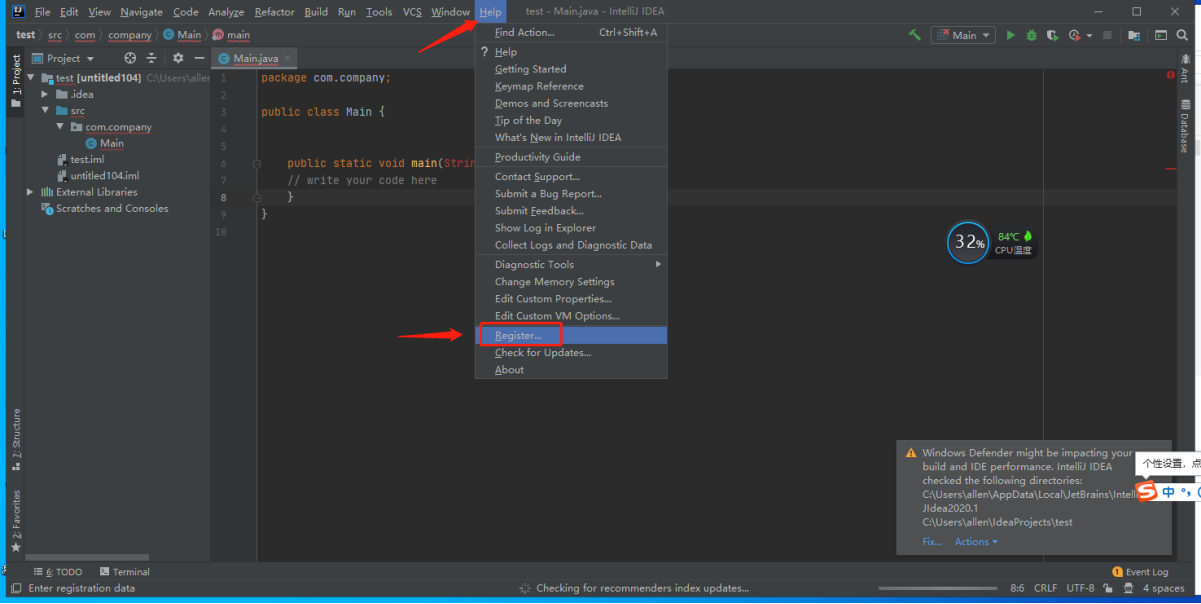 File Edit View Navigate Code Analyze Refactor Build Run Tools VCS Window Help test - Main.java - IntelliJ IDEA
test src com company Main main
Main
1: Project
Project
Main.java
test [untitled104] C:\Users\aller
.idea
src
com.company
Main
test.iml
untitled104.iml
External Libraries
Scratches and Consoles
1 package com.company;
2
3 public class Main {
4
5
6 public static void main(Strin
7 // write your code here
8 }
9 }
10
Find Action... Ctrl+Shift+A
? Help
Getting Started
Keymap Reference
Demos and Screencasts
Tip of the Day
What's New in IntelliJ IDEA
Productivity Guide
Contact Support...
Submit a Bug Report...
Submit Feedback...
Show Log in Explorer
Collect Logs and Diagnostic Data
Diagnostic Tools
Change Memory Settings
Edit Custom Properties...
Edit Custom VM Options...
Register...
Check for Updates...
About
Ant
Database
32%
84℃
CPU温度
Windows Defender might be impacting your
build and IDE performance. IntelliJ IDEA
checked the following directories:
C:\Users\allen\AppData\Local\JetBrains\Intelli
JIdea2020.1
C:\Users\allen\IdeaProjects\test
Fix... Actions
个性设置，点
S 中
7: Structure
2: Favorites
6: TODO Terminal
1 Event Log
Enter registration data
Checking for recommenders index updates...
8:6 CRLF UTF-8 4 spaces